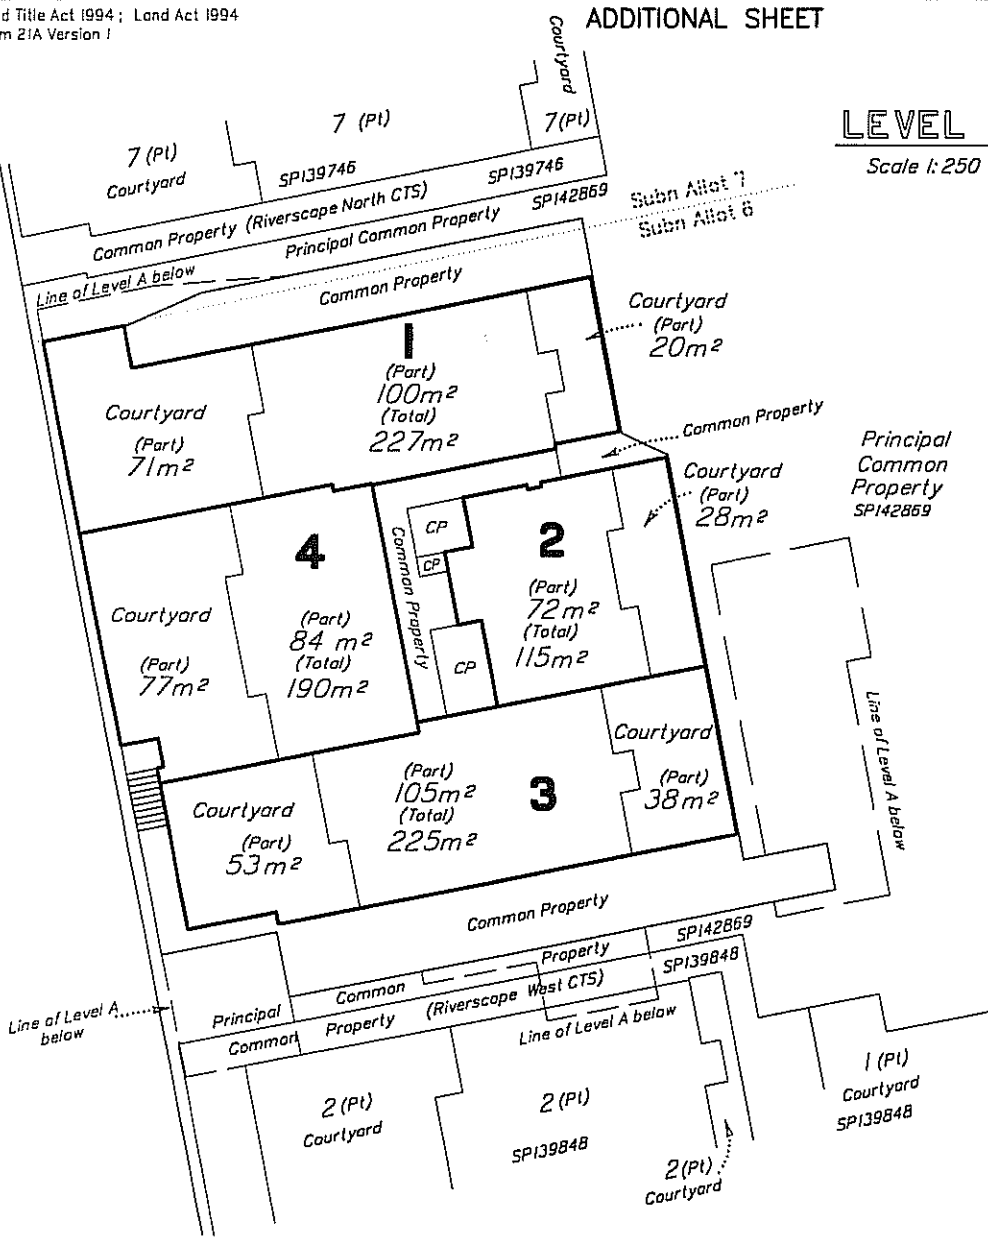 d Title Act 1994; Land Act 1994
m 21A Version 1
ADDITIONAL SHEET
LEVEL
Scale 1:250
Courtyard
7 (Pt)
7 (Pt)
7(Pt)
Courtyard
SP139746
SP139746
Common Property (Riverscape North CTS)
SP142869
Principal Common Property
Subn Allot 7
Subn Allot 6
Line of Level A below
Common Property
1
(Part)
100m²
(Total)
227m²
Courtyard
(Part)
20m²
Courtyard
(Part)
71m²
Common Property
Principal
Common
Property
SP142869
Courtyard
(Part)
28m²
4
(Part)
84 m²
(Total)
190m²
Courtyard
(Part)
77m²
Common Property
CP
CP
CP
2
(Part)
72m²
(Total)
115m²
Line of Level A below
Courtyard
(Part)
53m²
(Part)
105m²
(Total)
225m²
3
Courtyard
(Part)
38m²
Common Property
SP142869
Principal Common Property
SP139848
Common Property (Riverscape West CTS)
Line of Level A
below
Line of Level A below
2 (Pt)
Courtyard
2 (Pt)
SP139848
2(Pt)
Courtyard
1 (Pt)
Courtyard
SP139848